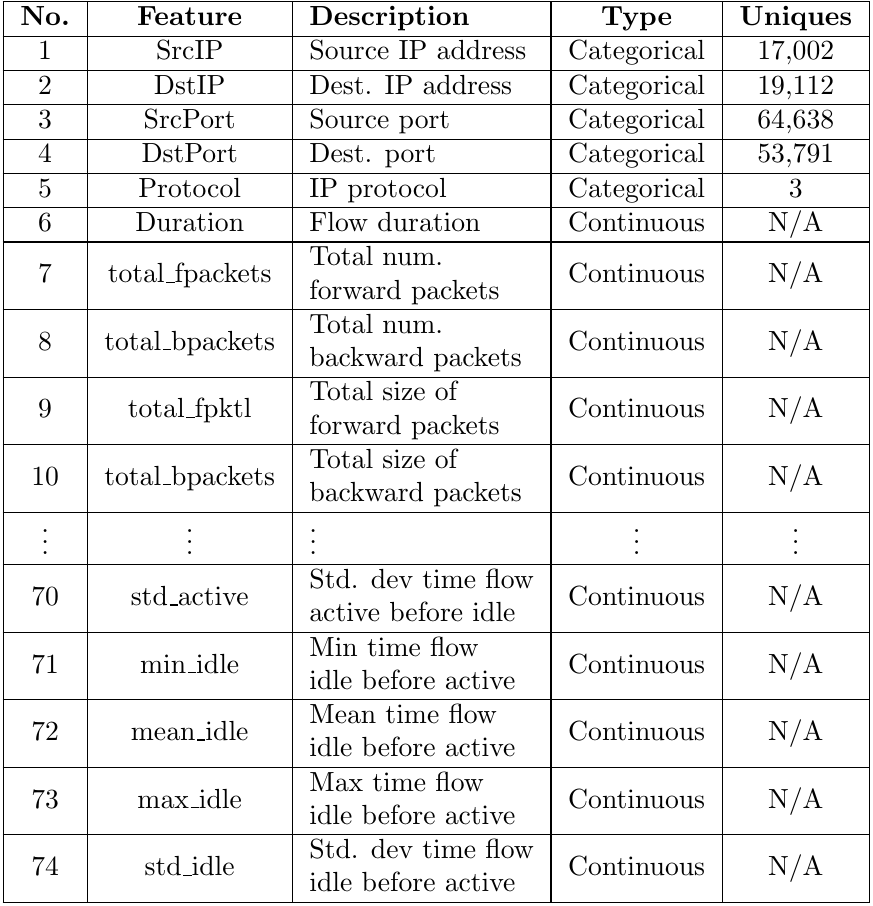 No. Feature Description Type Uniques
1 SrcIP Source IP address Categorical 17,002
2 DstIP Dest. IP address Categorical 19,112
3 SrcPort Source port Categorical 64,638
4 DstPort Dest. port Categorical 53,791
5 Protocol IP protocol Categorical 3
6 Duration Flow duration Continuous N/A
7 total_fpackets Total num.
forward packets Continuous N/A
8 total_bpackets Total num.
backward packets Continuous N/A
9 total_fpktl Total size of
forward packets Continuous N/A
10 total_bpackets Total size of
backward packets Continuous N/A
⋮ ⋮ ⋮ ⋮ ⋮
70 std_active Std. dev time flow
active before idle Continuous N/A
71 min_idle Min time flow
idle before active Continuous N/A
72 mean_idle Mean time flow
idle before active Continuous N/A
73 max_idle Max time flow
idle before active Continuous N/A
74 std_idle Std. dev time flow
idle before active Continuous N/A